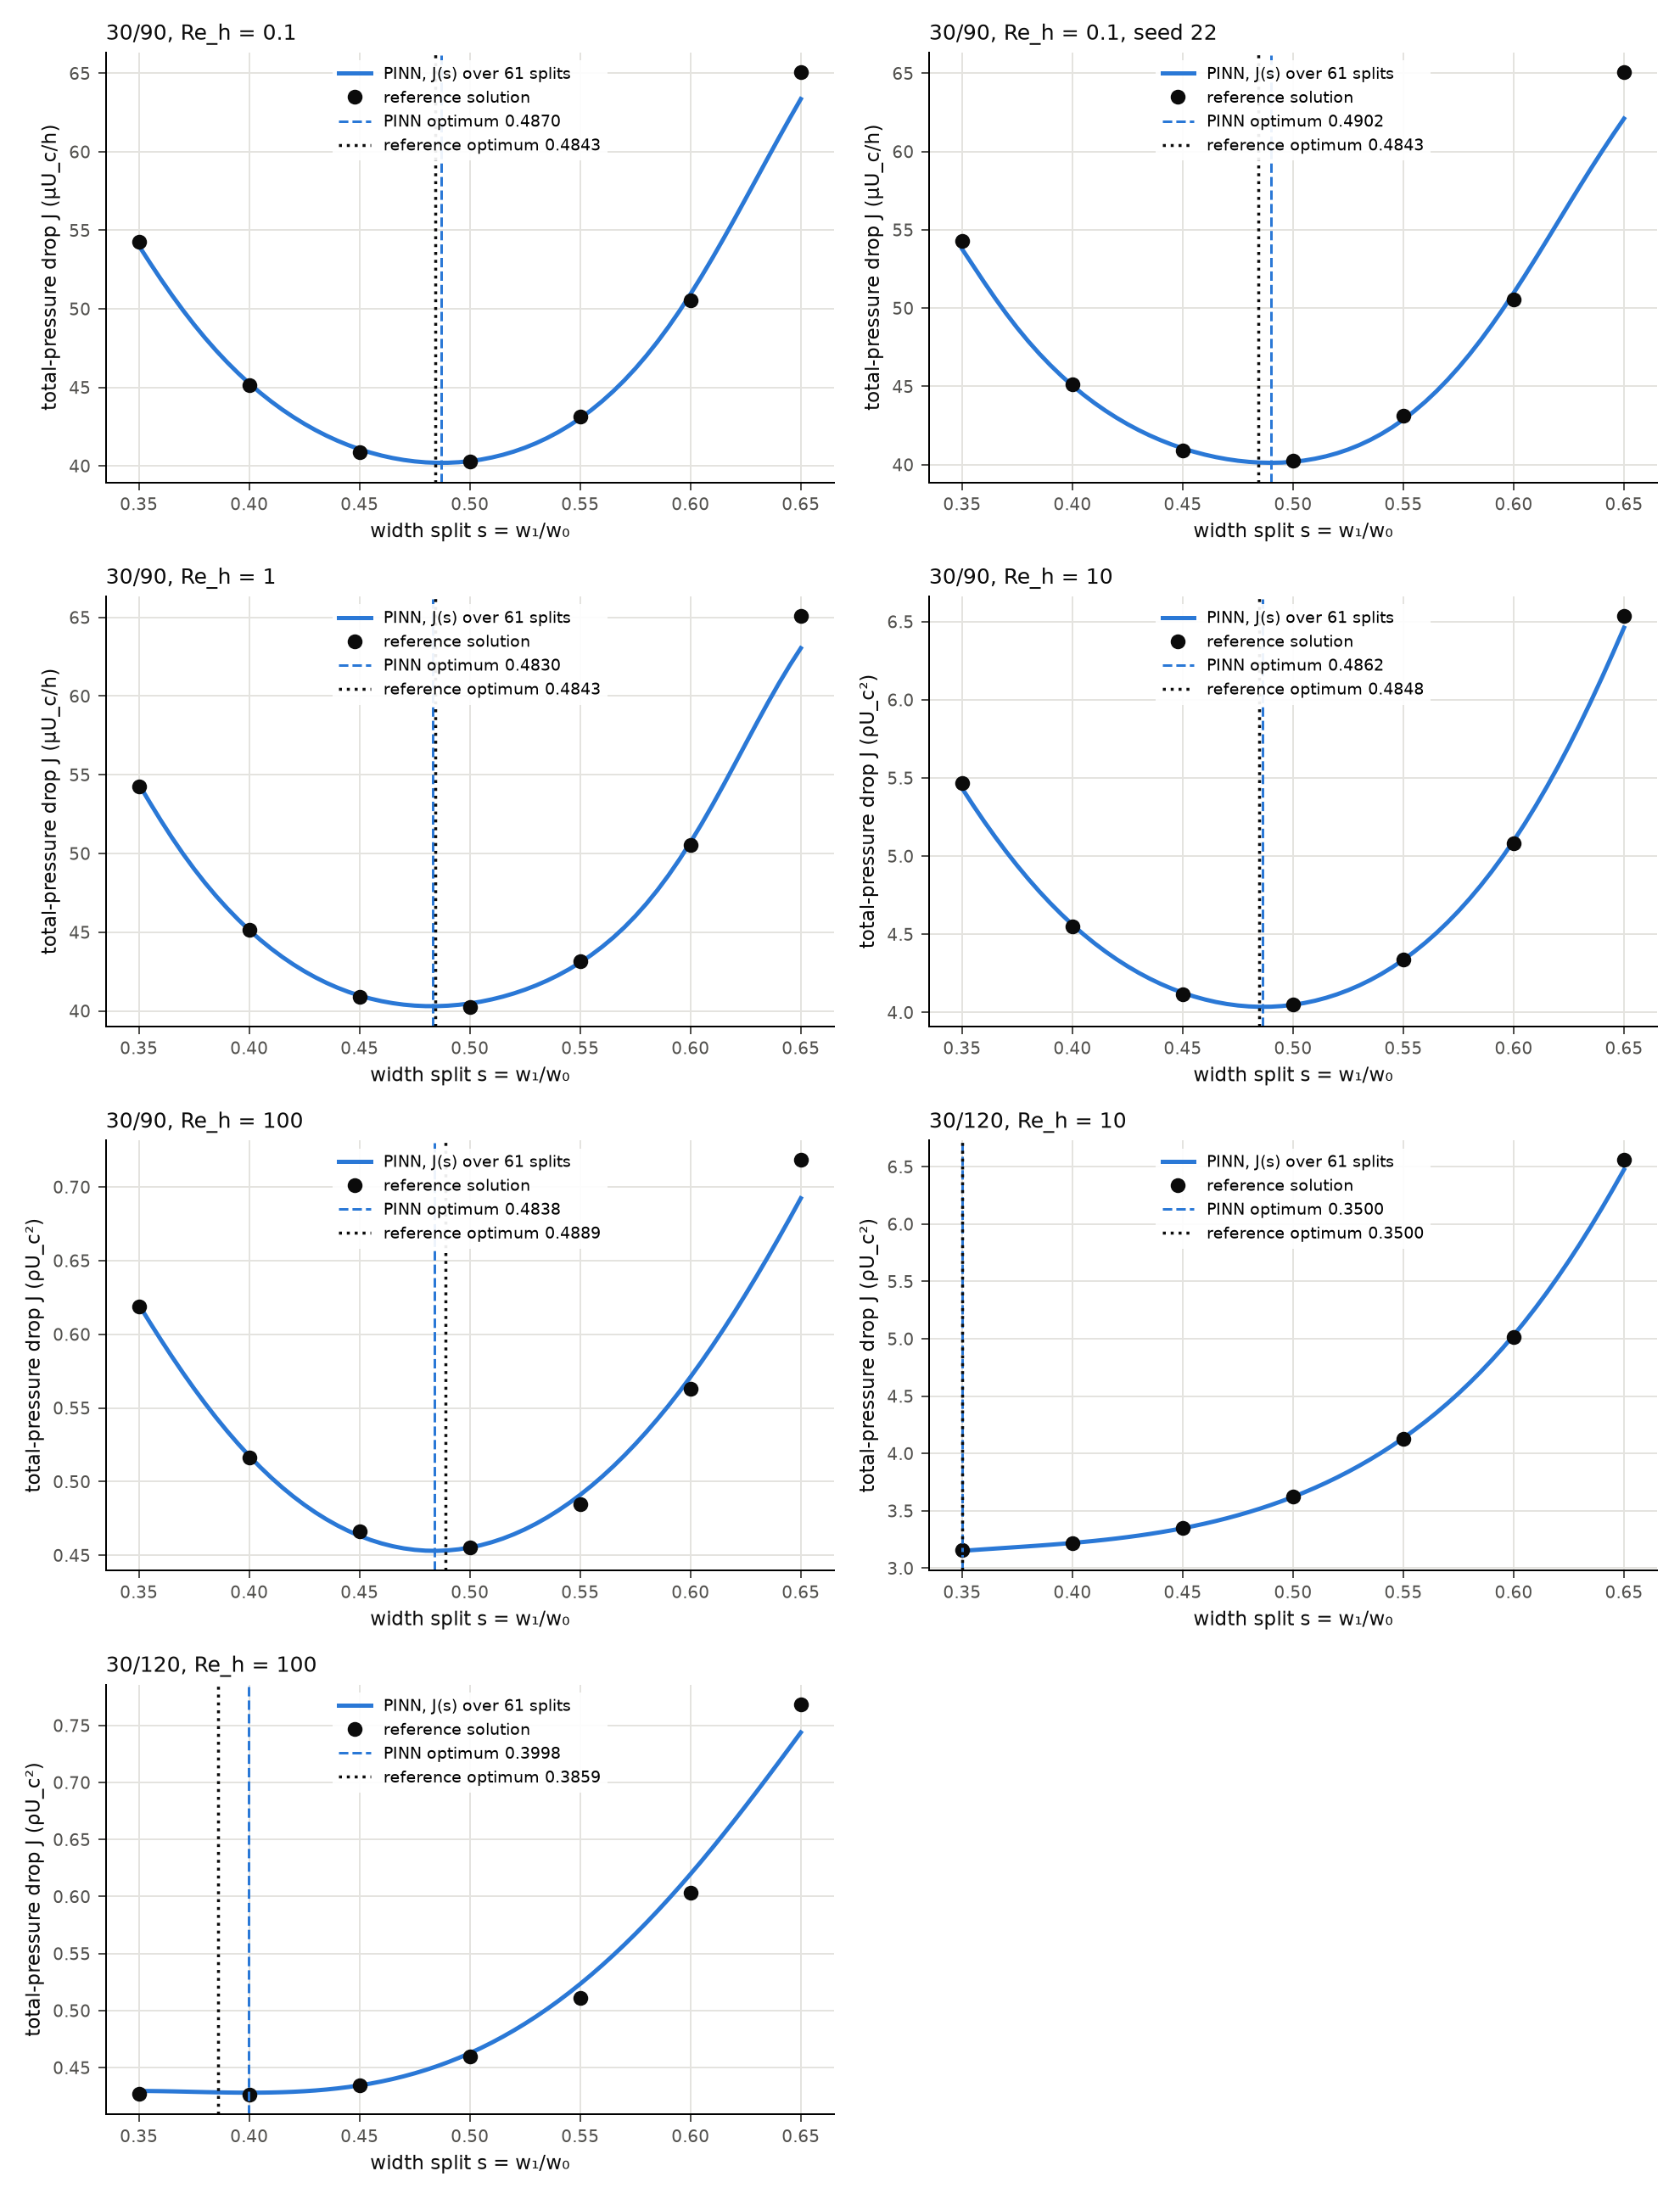 30/90, Re_h = 0.1
total-pressure drop J (μU_c/h)
65
60
55
50
45
40
PINN, J(s) over 61 splits
reference solution
PINN optimum 0.4870
reference optimum 0.4843
0.35 0.40 0.45 0.50 0.55 0.60 0.65
width split s = w₁/w₀
30/90, Re_h = 0.1, seed 22
total-pressure drop J (μU_c/h)
65
60
55
50
45
40
PINN, J(s) over 61 splits
reference solution
PINN optimum 0.4902
reference optimum 0.4843
0.35 0.40 0.45 0.50 0.55 0.60 0.65
width split s = w₁/w₀
30/90, Re_h = 1
total-pressure drop J (μU_c/h)
65
60
55
50
45
40
PINN, J(s) over 61 splits
reference solution
PINN optimum 0.4830
reference optimum 0.4843
0.35 0.40 0.45 0.50 0.55 0.60 0.65
width split s = w₁/w₀
30/90, Re_h = 10
total-pressure drop J (ρU_c²)
6.5
6.0
5.5
5.0
4.5
4.0
PINN, J(s) over 61 splits
reference solution
PINN optimum 0.4862
reference optimum 0.4848
0.35 0.40 0.45 0.50 0.55 0.60 0.65
width split s = w₁/w₀
30/90, Re_h = 100
total-pressure drop J (ρU_c²)
0.70
0.65
0.60
0.55
0.50
0.45
PINN, J(s) over 61 splits
reference solution
PINN optimum 0.4838
reference optimum 0.4889
0.35 0.40 0.45 0.50 0.55 0.60 0.65
width split s = w₁/w₀
30/120, Re_h = 10
total-pressure drop J (ρU_c²)
6.5
6.0
5.5
5.0
4.5
4.0
3.5
3.0
PINN, J(s) over 61 splits
reference solution
PINN optimum 0.3500
reference optimum 0.3500
0.35 0.40 0.45 0.50 0.55 0.60 0.65
width split s = w₁/w₀
30/120, Re_h = 100
total-pressure drop J (ρU_c²)
0.75
0.70
0.65
0.60
0.55
0.50
0.45
PINN, J(s) over 61 splits
reference solution
PINN optimum 0.3998
reference optimum 0.3859
0.35 0.40 0.45 0.50 0.55 0.60 0.65
width split s = w₁/w₀